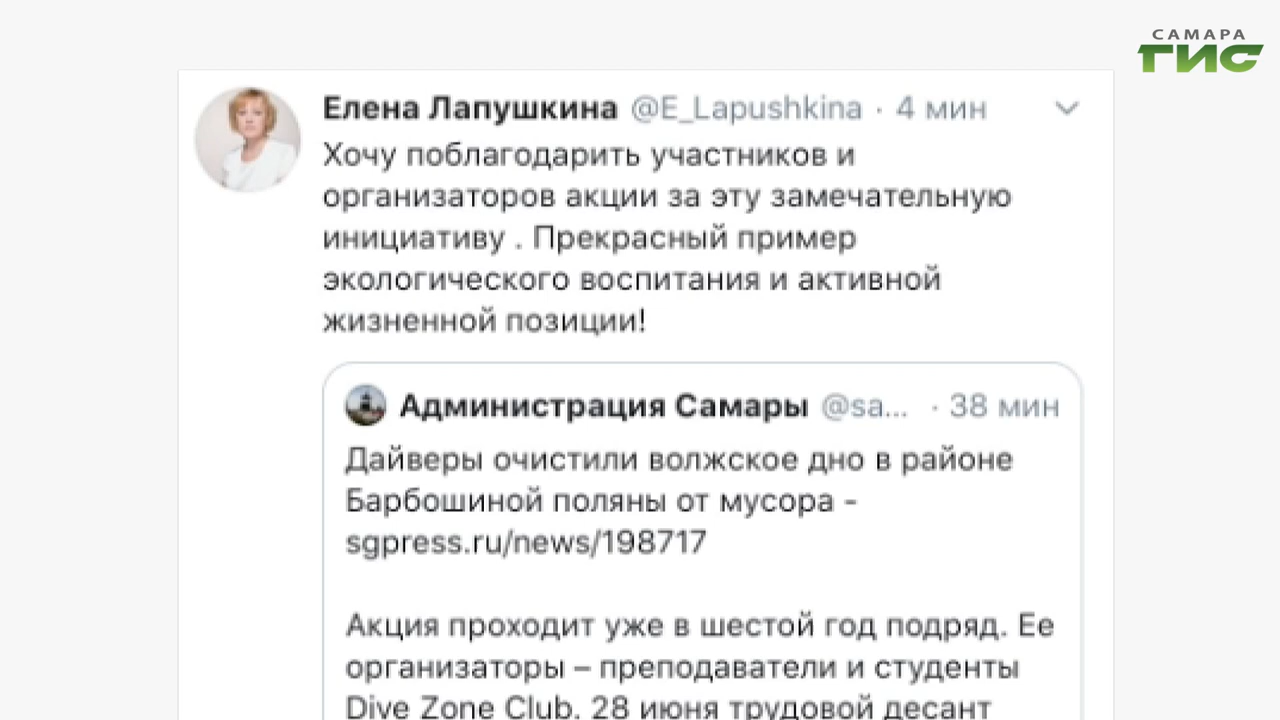 САМАРА
ГИС
Елена Лапушкина @E_Lapushkina · 4 мин
Хочу поблагодарить участников и
организаторов акции за эту замечательную
инициативу . Прекрасный пример
экологического воспитания и активной
жизненной позиции!
Администрация Самары @sa... · 38 мин
Дайверы очистили волжское дно в районе
Барбошиной поляны от мусора -
sgpress.ru/news/198717
Акция проходит уже в шестой год подряд. Ее
организаторы – преподаватели и студенты
Dive Zone Club. 28 июня трудовой десант